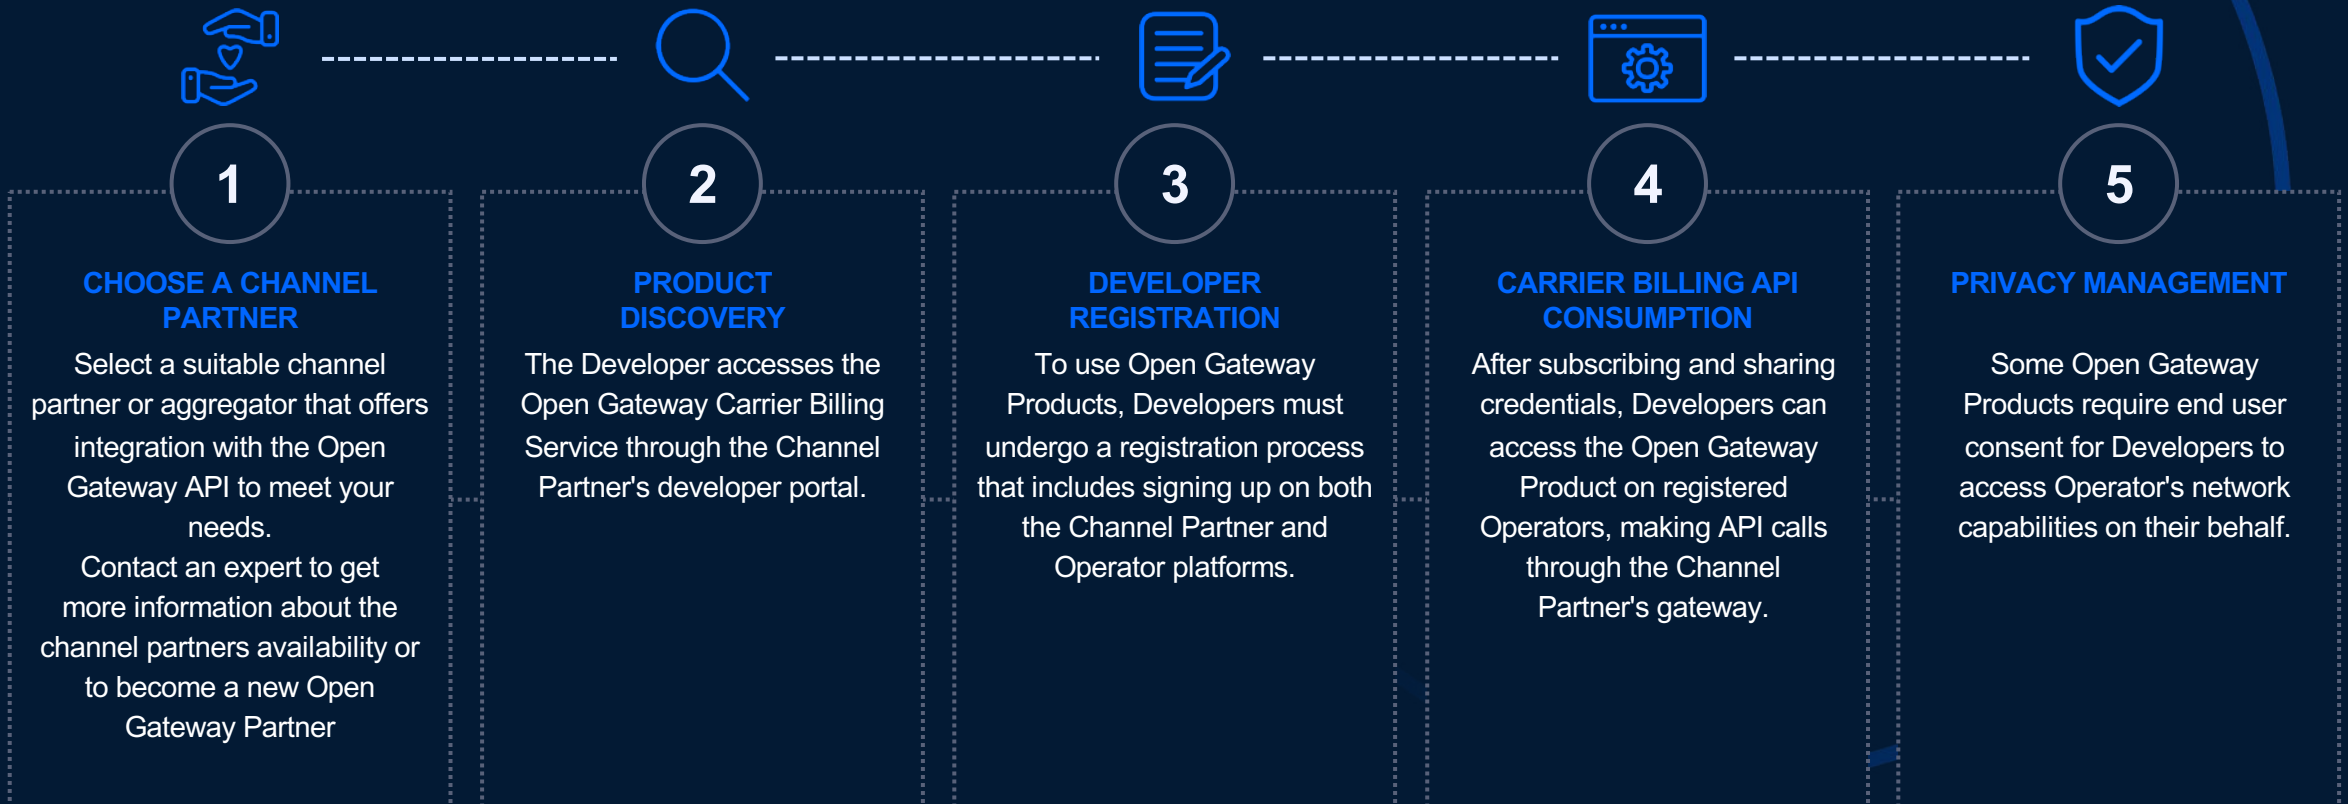 1
CHOOSE A CHANNEL
PARTNER
Select a suitable channel
partner or aggregator that offers
integration with the Open
Gateway API to meet your
needs.
Contact an expert to get
more information about the
channel partners availability or
to become a new Open
Gateway Partner
2
PRODUCT
DISCOVERY
The Developer accesses the
Open Gateway Carrier Billing
Service through the Channel
Partner's developer portal.
3
DEVELOPER
REGISTRATION
To use Open Gateway
Products, Developers must
undergo a registration process
that includes signing up on both
the Channel Partner and
Operator platforms.
4
CARRIER BILLING API
CONSUMPTION
After subscribing and sharing
credentials, Developers can
access the Open Gateway
Product on registered
Operators, making API calls
through the Channel
Partner's gateway.
5
PRIVACY MANAGEMENT
Some Open Gateway
Products require end user
consent for Developers to
access Operator's network
capabilities on their behalf.